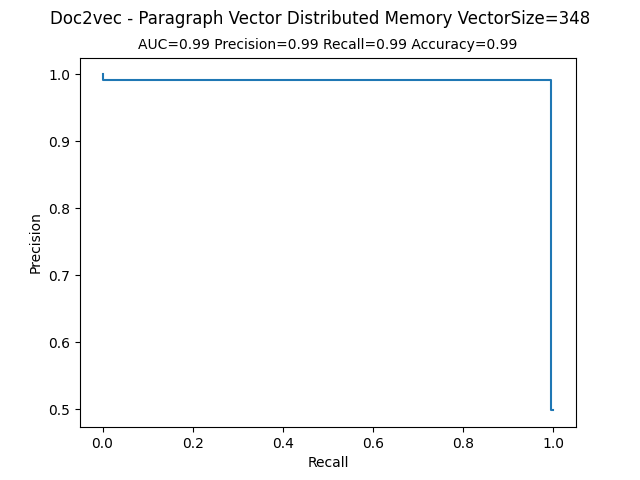 Doc2vec - Paragraph Vector Distributed Memory VectorSize=348
AUC=0.99 Precision=0.99 Recall=0.99 Accuracy=0.99
1.0
0.9
0.8
0.7
0.6
0.5
Precision
0.0 0.2 0.4 0.6 0.8 1.0
Recall